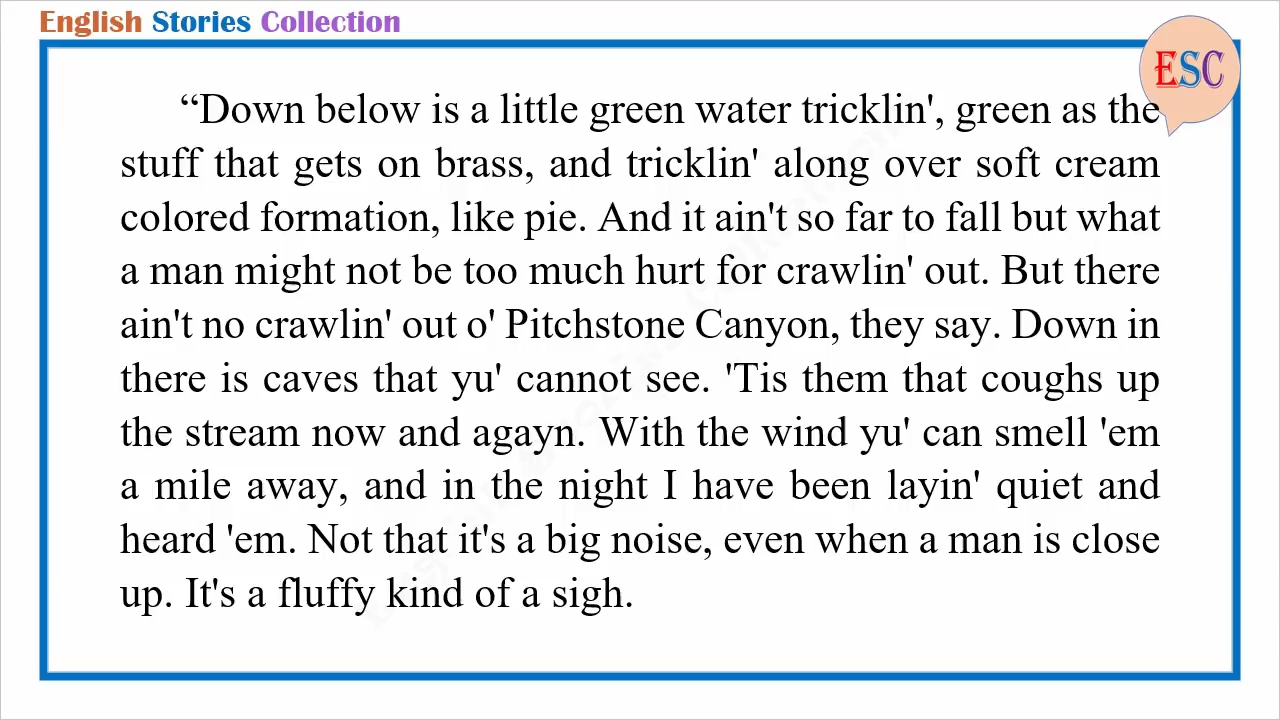 English Stories Collection
ESC
“Down below is a little green water tricklin', green as the
stuff that gets on brass, and tricklin' along over soft cream
colored formation, like pie. And it ain't so far to fall but what
a man might not be too much hurt for crawlin' out. But there
ain't no crawlin' out o' Pitchstone Canyon, they say. Down in
there is caves that yu' cannot see. 'Tis them that coughs up
the stream now and agayn. With the wind yu' can smell 'em
a mile away, and in the night I have been layin' quiet and
heard 'em. Not that it's a big noise, even when a man is close
up. It's a fluffy kind of a sigh.